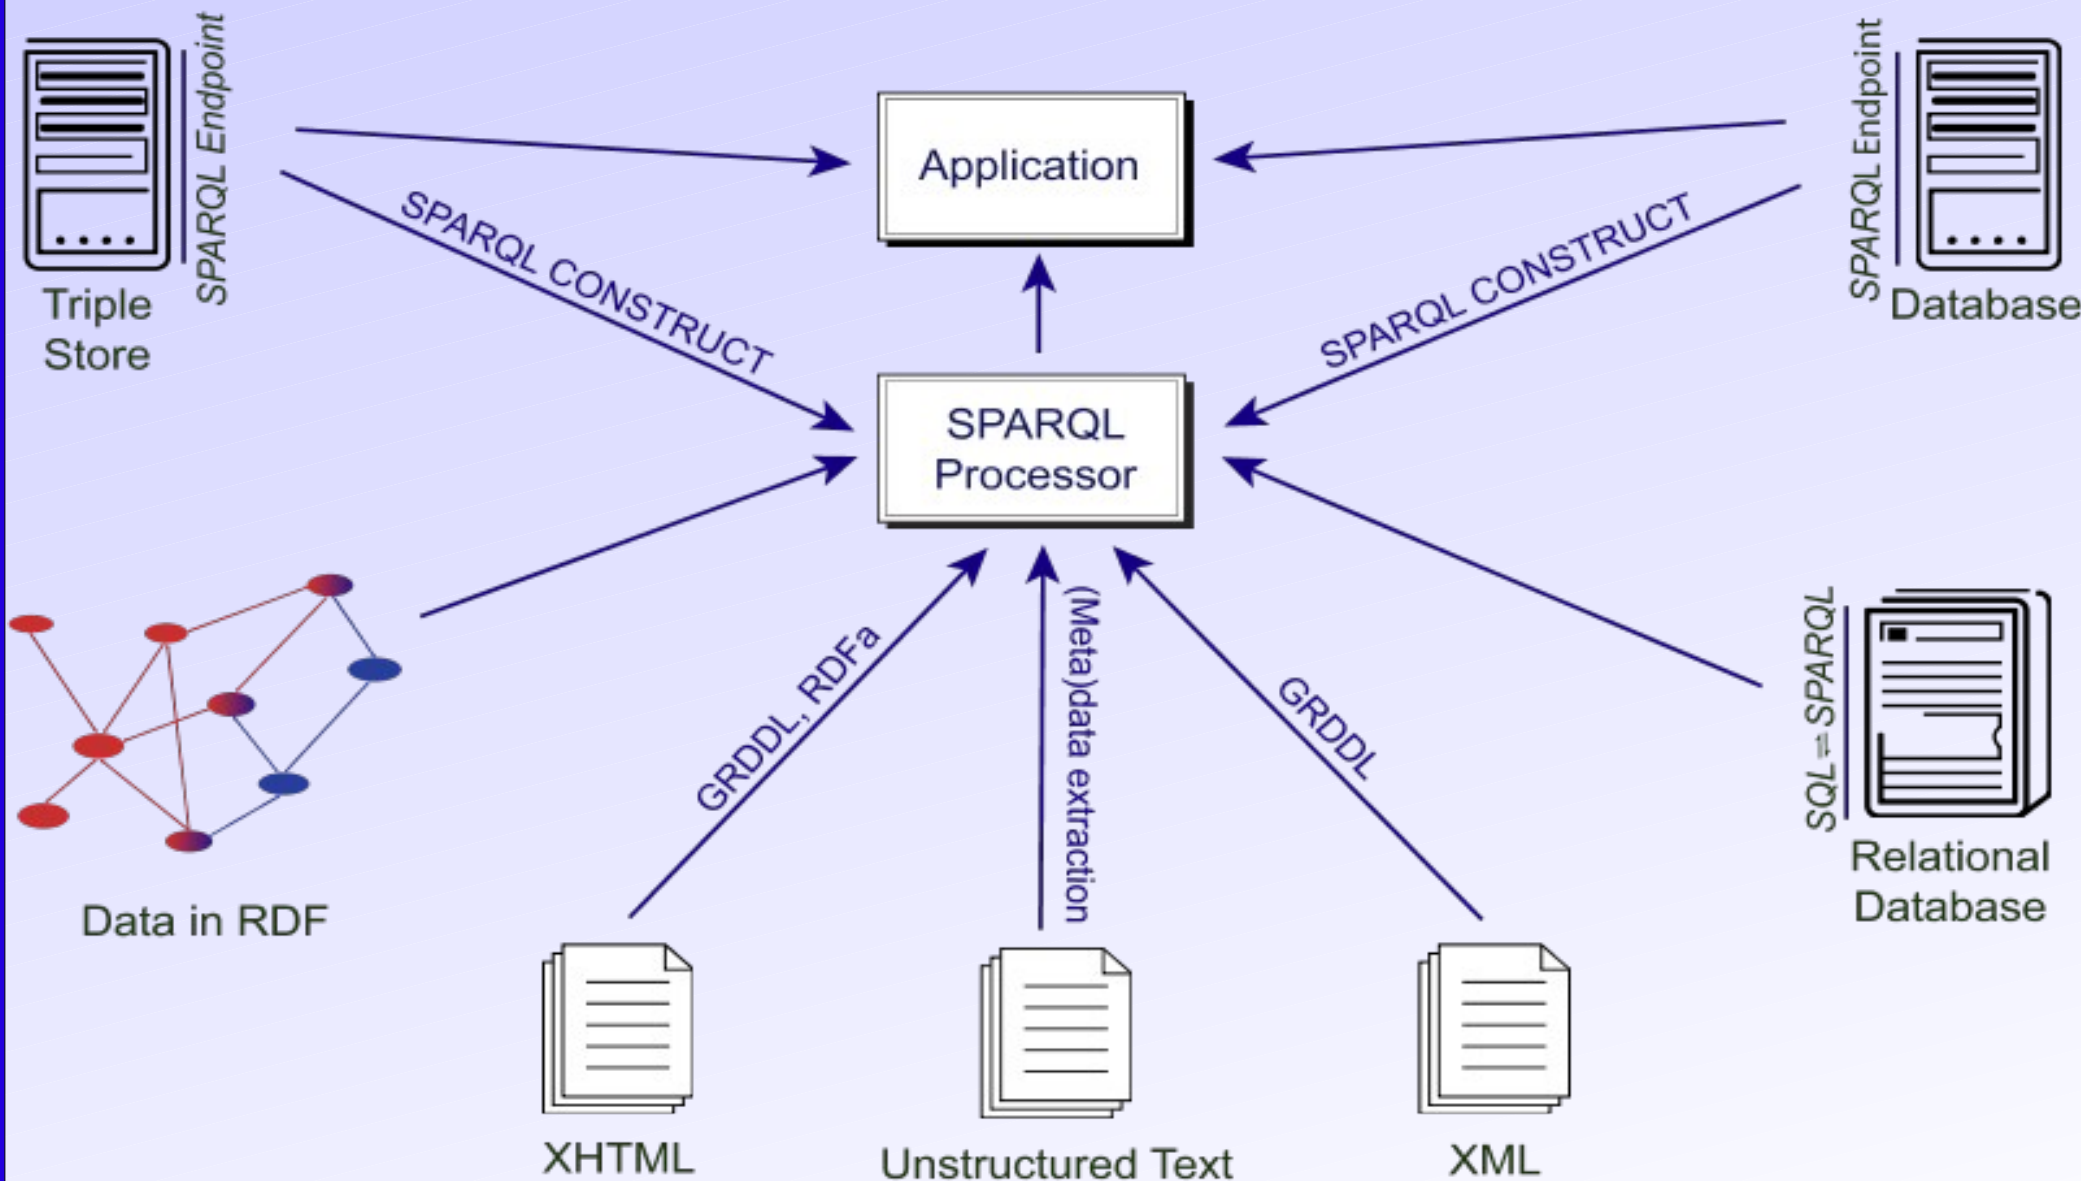 SPARQL Endpoint
Triple
Store
Application
SPARQL Endpoint
Database
SPARQL CONSTRUCT
SPARQL CONSTRUCT
SPARQL
Processor
Data in RDF
GRDDL, RDFa
(Meta)data extraction
GRDDL
SQL⇌SPARQL
Relational
Database
XHTML
Unstructured Text
XML